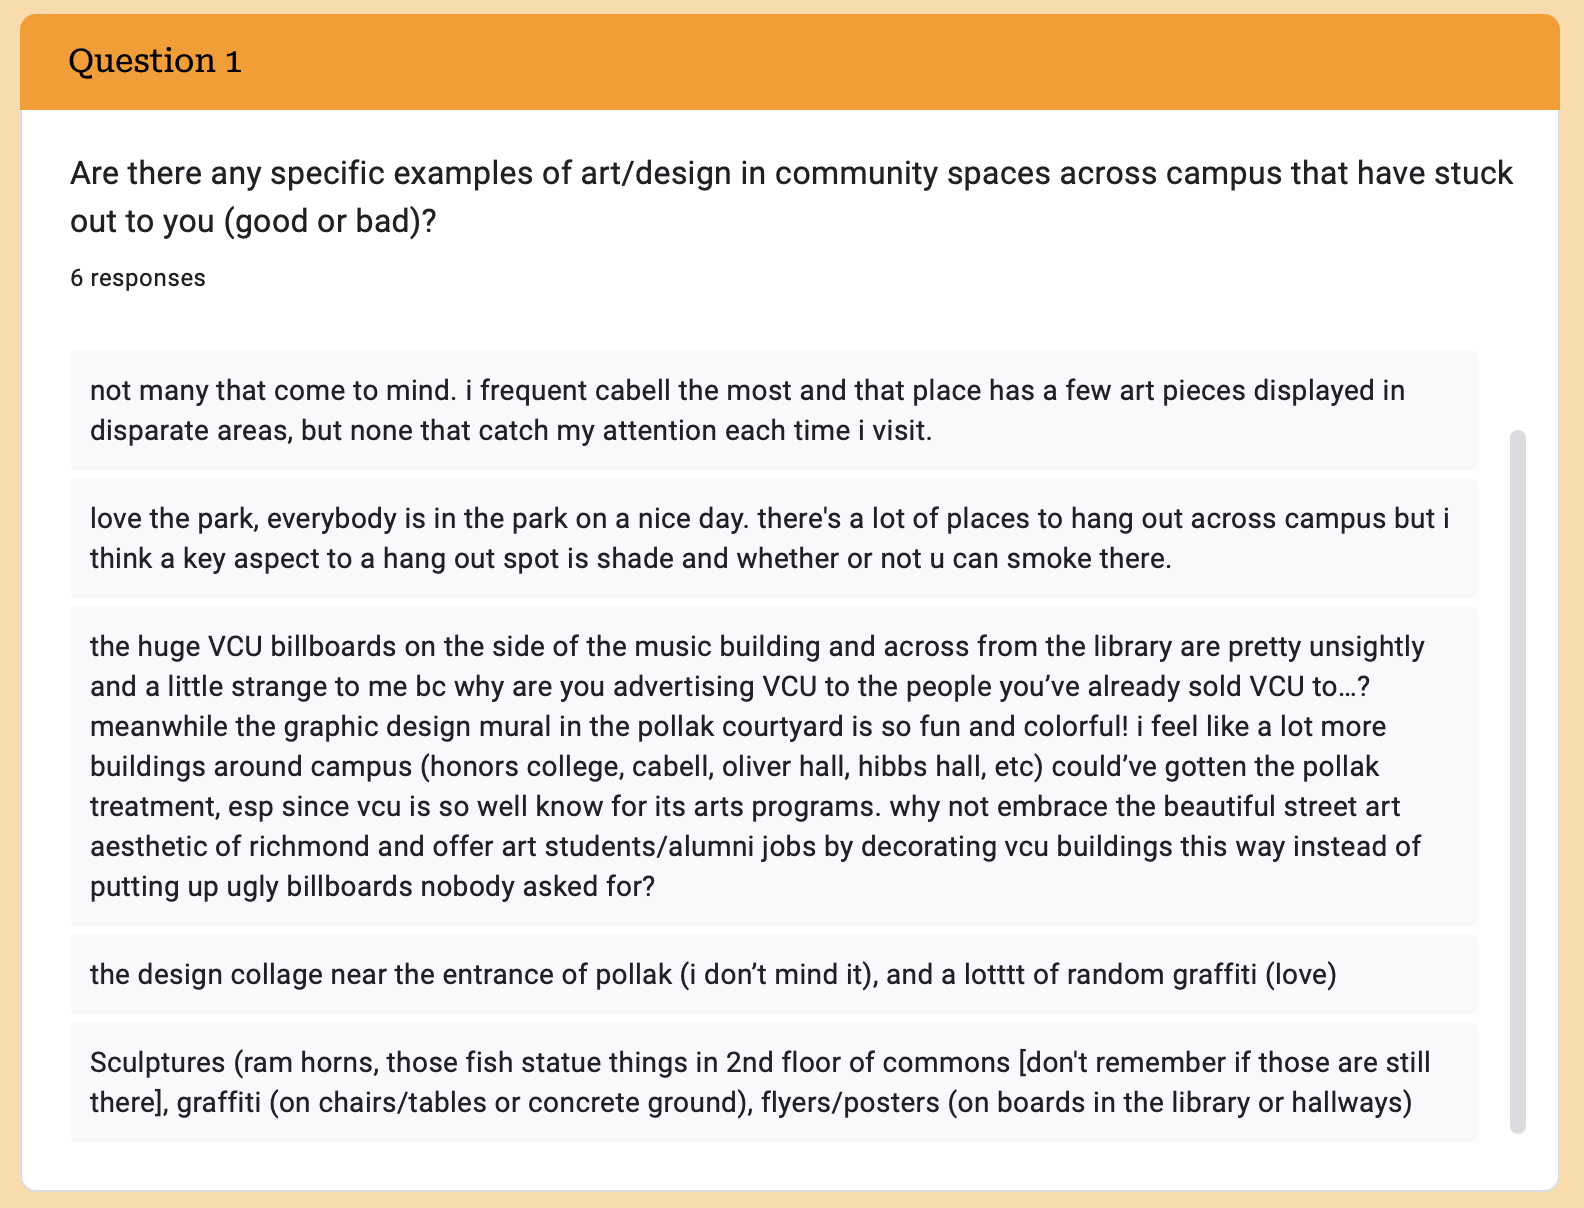 Question 1
Are there any specific examples of art/design in community spaces across campus that have stuck
out to you (good or bad)?
6 responses
not many that come to mind. i frequent cabell the most and that place has a few art pieces displayed in
disparate areas, but none that catch my attention each time i visit.
love the park, everybody is in the park on a nice day. there's a lot of places to hang out across campus but i
think a key aspect to a hang out spot is shade and whether or not u can smoke there.
the huge VCU billboards on the side of the music building and across from the library are pretty unsightly
and a little strange to me bc why are you advertising VCU to the people you’ve already sold VCU to…?
meanwhile the graphic design mural in the pollak courtyard is so fun and colorful! i feel like a lot more
buildings around campus (honors college, cabell, oliver hall, hibbs hall, etc) could’ve gotten the pollak
treatment, esp since vcu is so well know for its arts programs. why not embrace the beautiful street art
aesthetic of richmond and offer art students/alumni jobs by decorating vcu buildings this way instead of
putting up ugly billboards nobody asked for?
the design collage near the entrance of pollak (i don’t mind it), and a lotttt of random graffiti (love)
Sculptures (ram horns, those fish statue things in 2nd floor of commons [don't remember if those are still
there], graffiti (on chairs/tables or concrete ground), flyers/posters (on boards in the library or hallways)